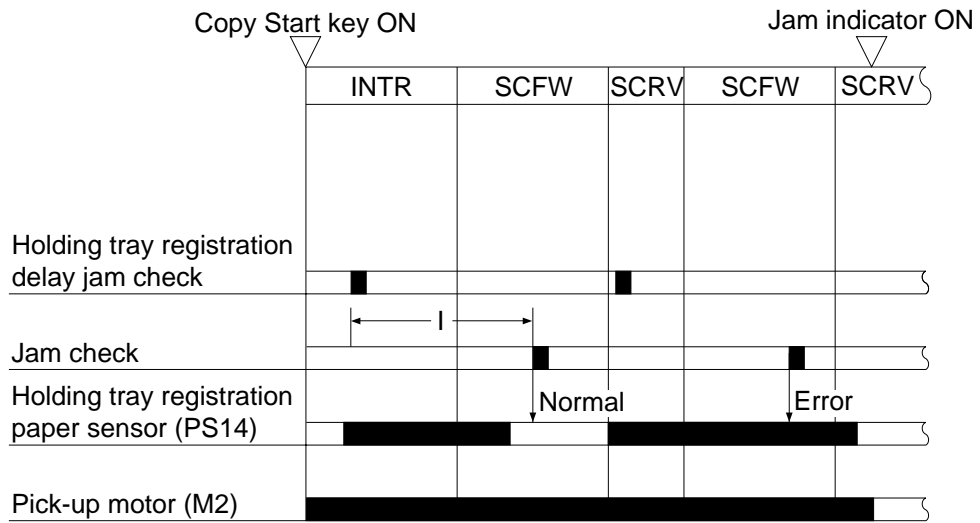 Copy Start key ON
Jam indicator ON
INTR SCFW SCRV SCFW SCRV
Holding tray registration
delay jam check
I
Jam check
Holding tray registration
paper sensor (PS14)
Normal
Error
Pick-up motor (M2)